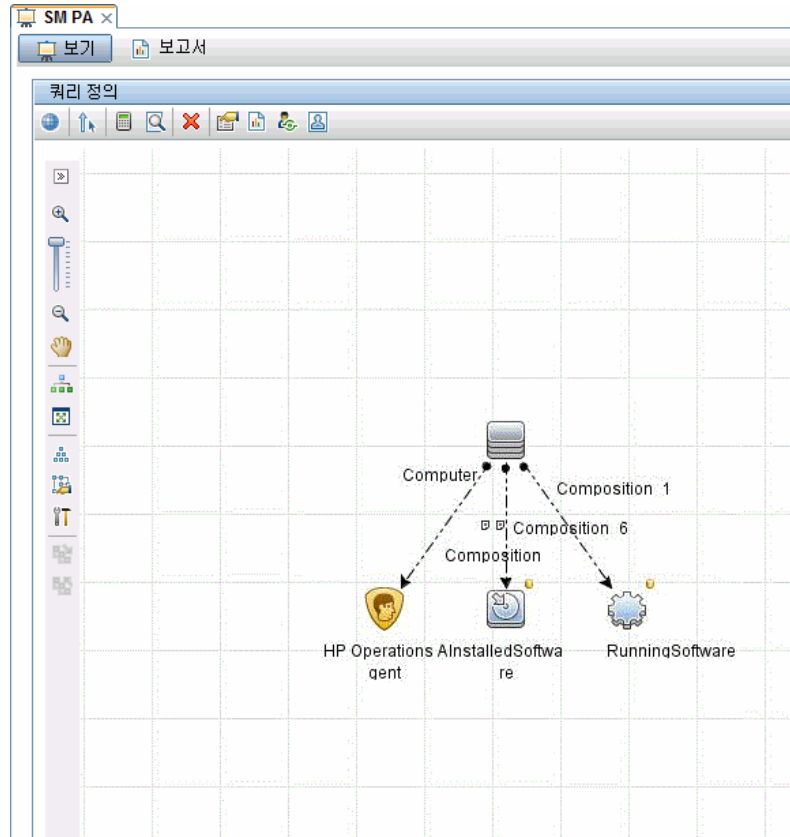 SM PA
보기
보고서
쿼리 정의
Computer
Composition 1
Composition 6
Composition
HP Operations A
gent
InstalledSoftwa
re
RunningSoftware